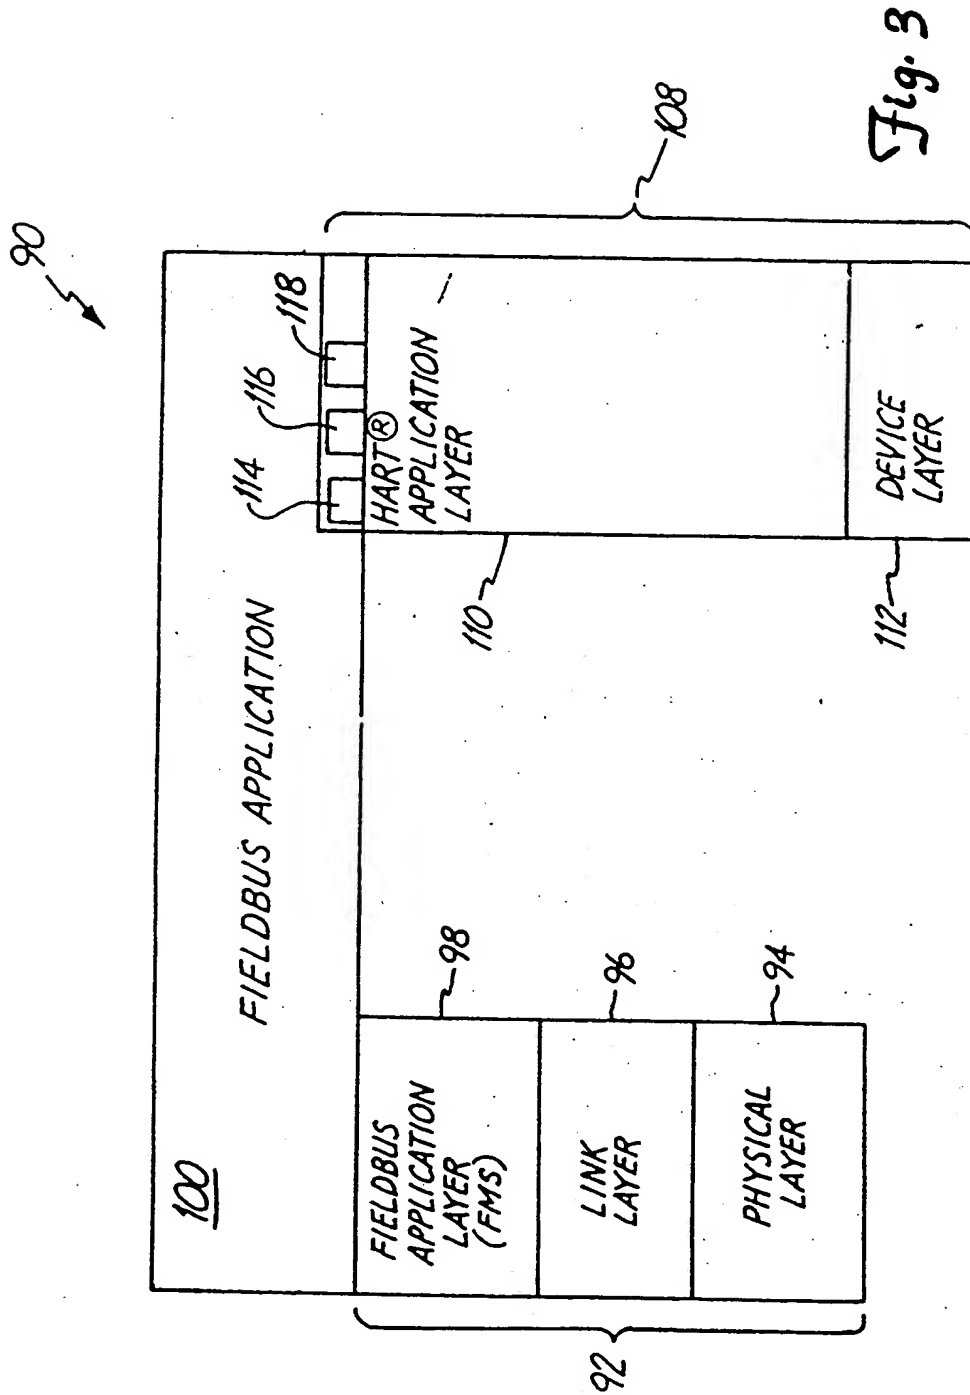 90
100
FIELDBUS APPLICATION
114
116
118
FIELDBUS
APPLICATION
LAYER
(FMS)
98
LINK
LAYER
96
PHYSICAL
LAYER
94
92
HART®
APPLICATION
LAYER
110
DEVICE
LAYER
112
108
Fig. 3